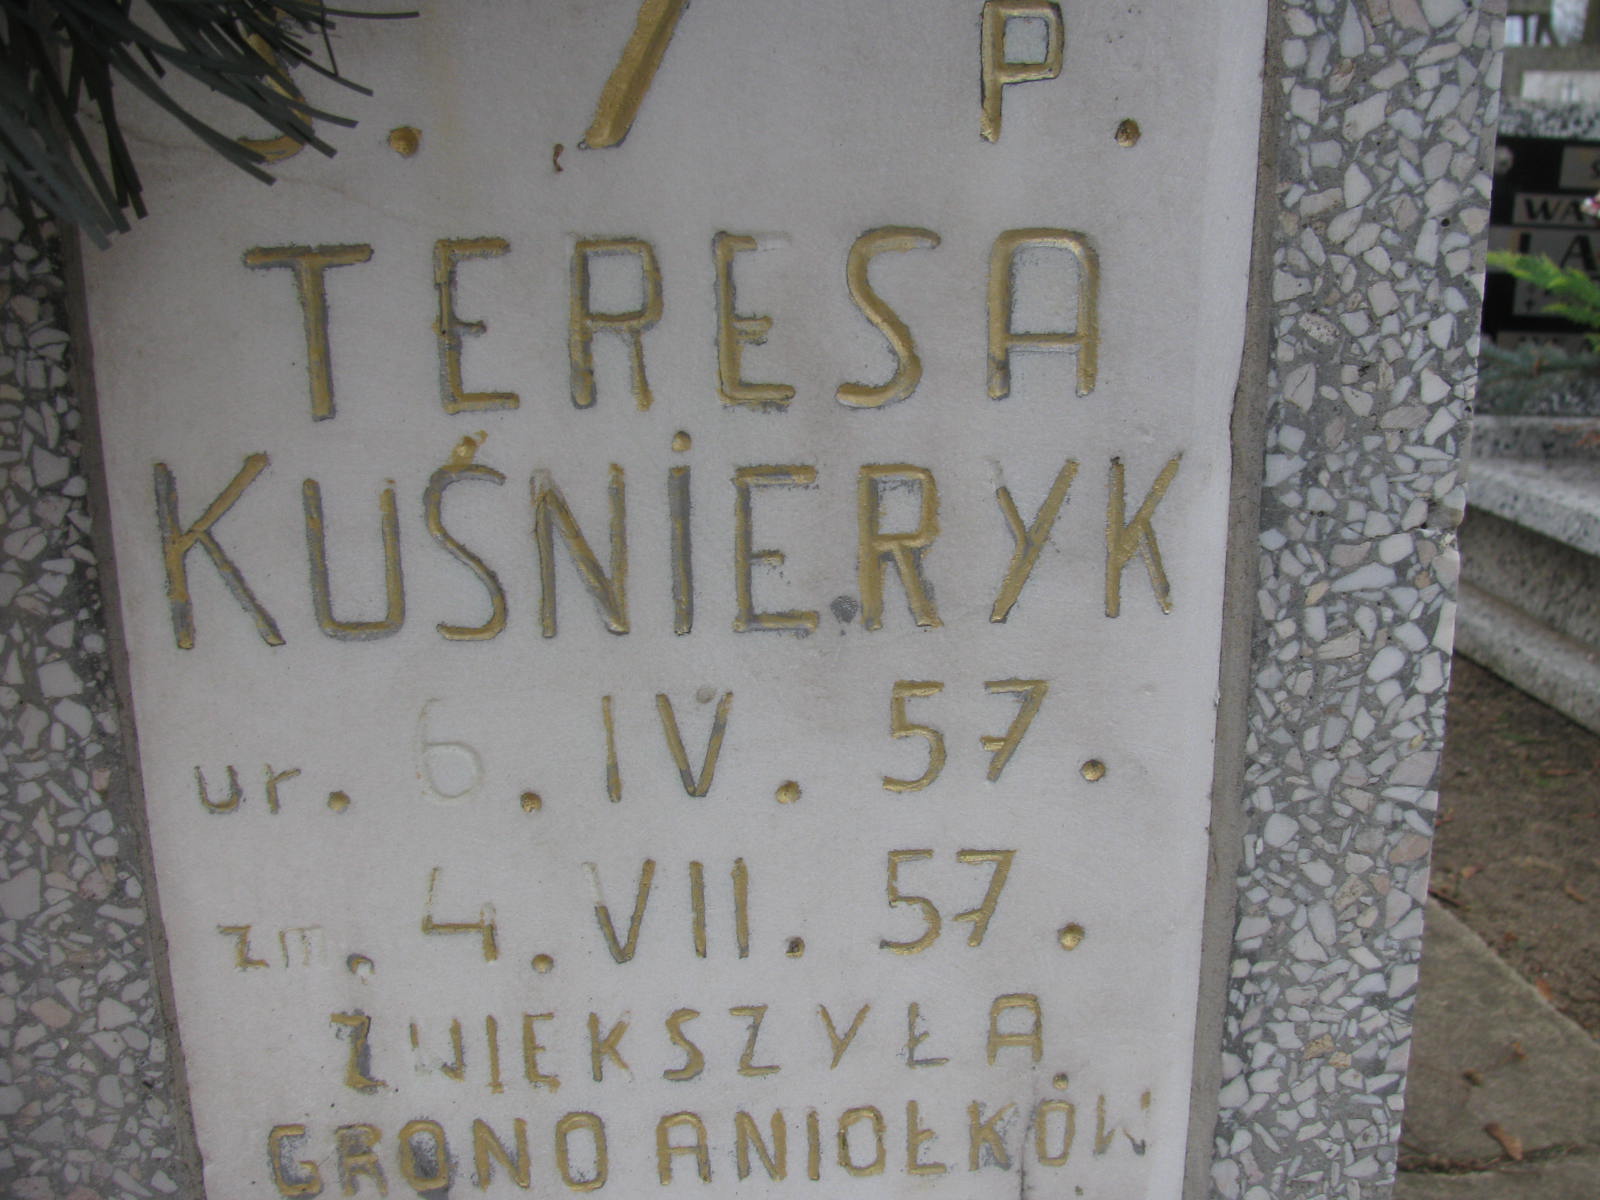 Ś. / P.
TERESA
KUŚNIERYK
ur. 6. IV. 57.
zm. 4. VII. 57.
ZWIĘKSZYŁA
GRONO ANIOŁKÓW